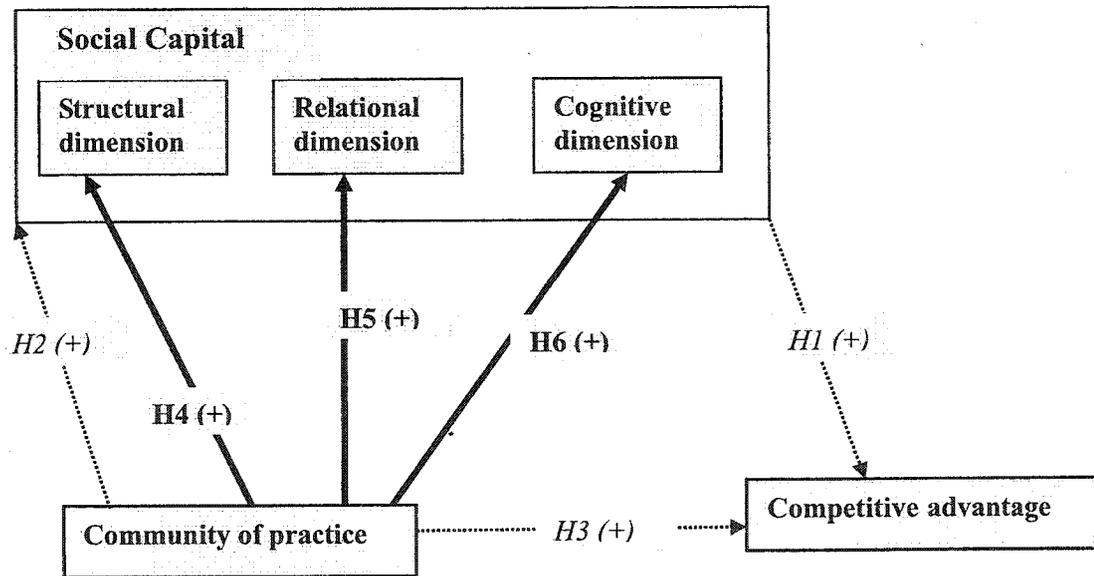 Social Capital
Structural
dimension
Relational
dimension
Cognitive
dimension
H2 (+)
H4 (+)
H5 (+)
H6 (+)
H1 (+)
Community of practice
H3 (+)
Competitive advantage